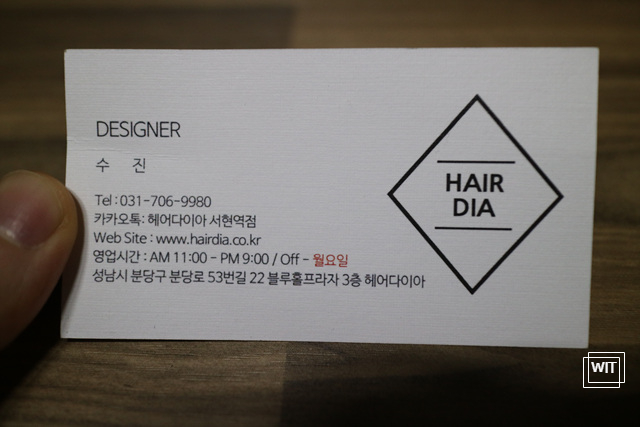 DESIGNER
수 진
Tel : 031-706-9980
카카오톡: 헤어다이아 서현역점
Web Site : www.hairdia.co.kr
영업시간 : AM 11:00 - PM 9:00 / Off - 월요일
성남시 분당구 분당로 53번길 22 블루홀프라자 3층 헤어다이아
HAIR
DIA
WIT